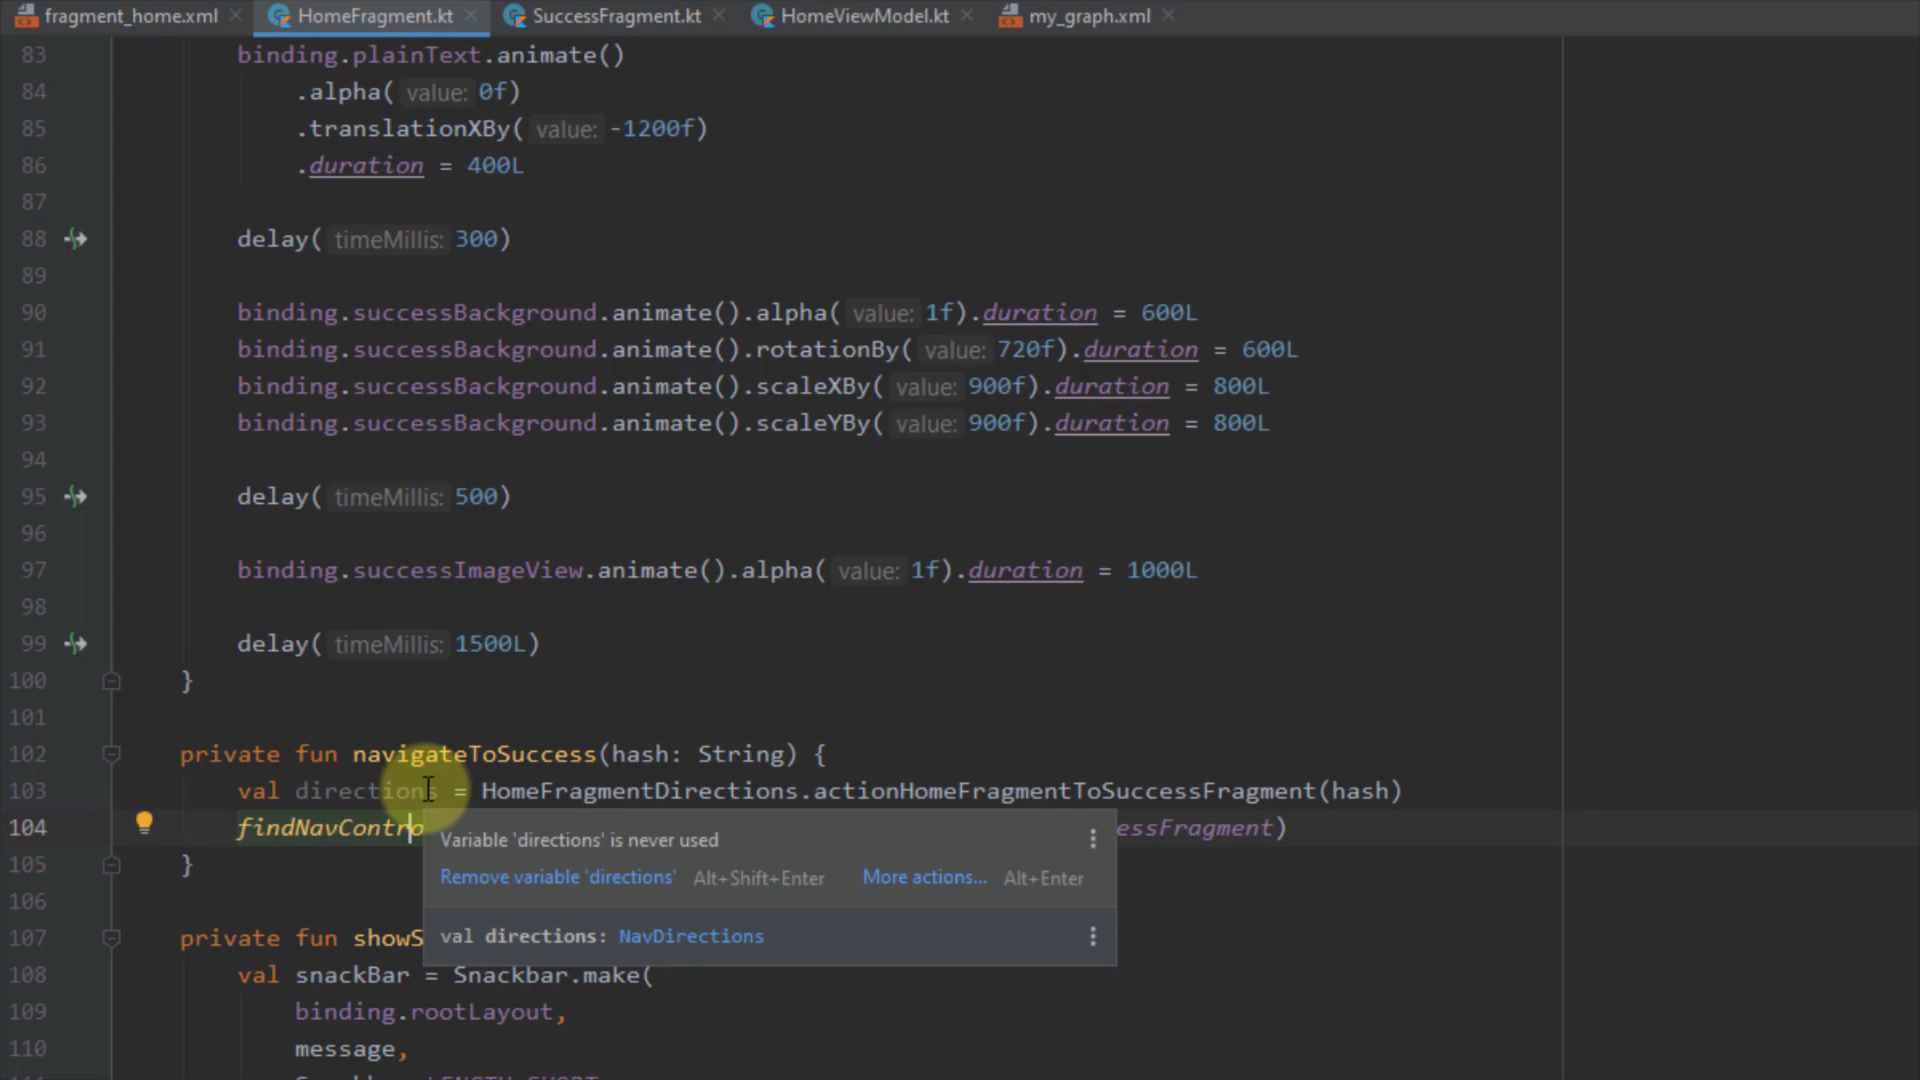 fragment_home.xml HomeFragment.kt SuccessFragment.kt HomeViewModel.kt my_graph.xml
83 binding.plainText.animate()
84 .alpha( value: 0f)
85 .translationXBy( value: -1200f)
86 .duration = 400L
87
88 delay( timeMillis: 300)
89
90 binding.successBackground.animate().alpha( value: 1f).duration = 600L
91 binding.successBackground.animate().rotationBy( value: 720f).duration = 600L
92 binding.successBackground.animate().scaleXBy( value: 900f).duration = 800L
93 binding.successBackground.animate().scaleYBy( value: 900f).duration = 800L
94
95 delay( timeMillis: 500)
96
97 binding.successImageView.animate().alpha( value: 1f).duration = 1000L
98
99 delay( timeMillis: 1500L)
100 }
101
102 private fun navigateToSuccess(hash: String) {
103 val directions = HomeFragmentDirections.actionHomeFragmentToSuccessFragment(hash)
104 findNavContro essFragment)
Variable 'directions' is never used
Remove variable 'directions' Alt+Shift+Enter More actions... Alt+Enter
val directions: NavDirections
105 }
106
107 private fun showS
108 val snackBar = Snackbar.make(
109 binding.rootLayout,
110 message,